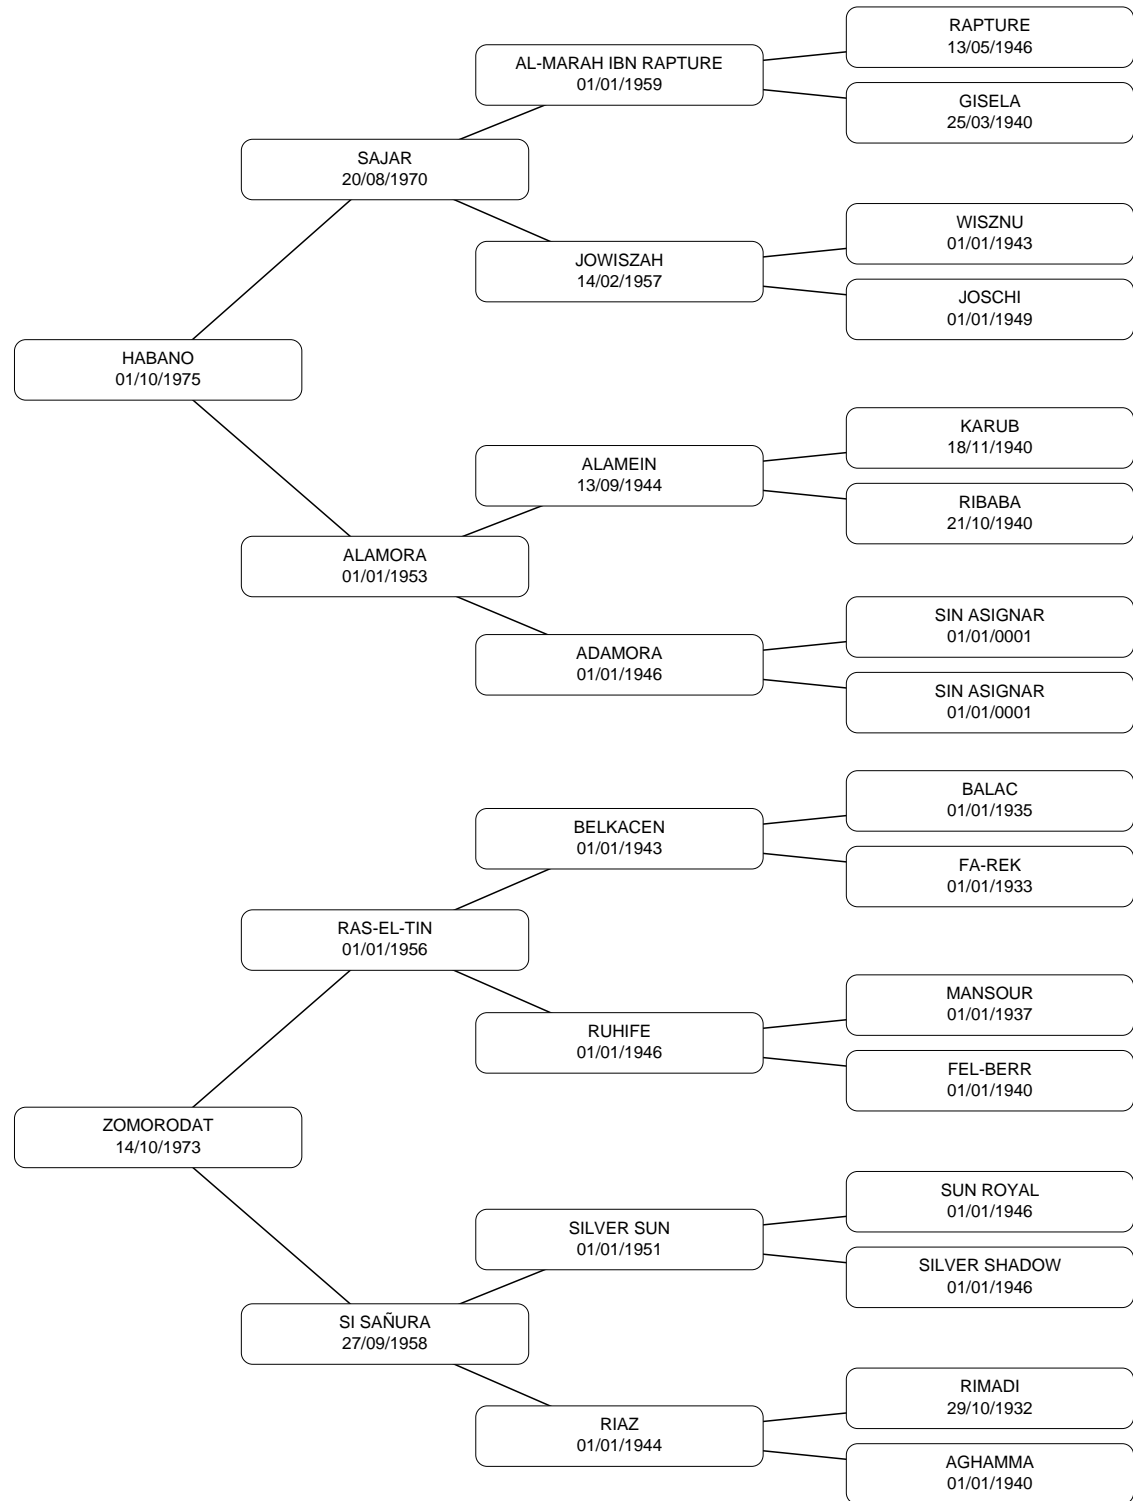 RAPTURE
13/05/1946
AL-MARAH IBN RAPTURE
01/01/1959
GISELA
25/03/1940
SAJAR
20/08/1970
WISZNU
01/01/1943
JOWISZAH
14/02/1957
JOSCHI
01/01/1949
HABANO
01/10/1975
KARUB
18/11/1940
ALAMEIN
13/09/1944
RIBABA
21/10/1940
ALAMORA
01/01/1953
SIN ASIGNAR
01/01/0001
ADAMORA
01/01/1946
SIN ASIGNAR
01/01/0001
BALAC
01/01/1935
BELKACEN
01/01/1943
FA-REK
01/01/1933
RAS-EL-TIN
01/01/1956
MANSOUR
01/01/1937
RUHIFE
01/01/1946
FEL-BERR
01/01/1940
ZOMORODAT
14/10/1973
SUN ROYAL
01/01/1946
SILVER SUN
01/01/1951
SILVER SHADOW
01/01/1946
SI SAÑURA
27/09/1958
RIMADI
29/10/1932
RIAZ
01/01/1944
AGHAMMA
01/01/1940